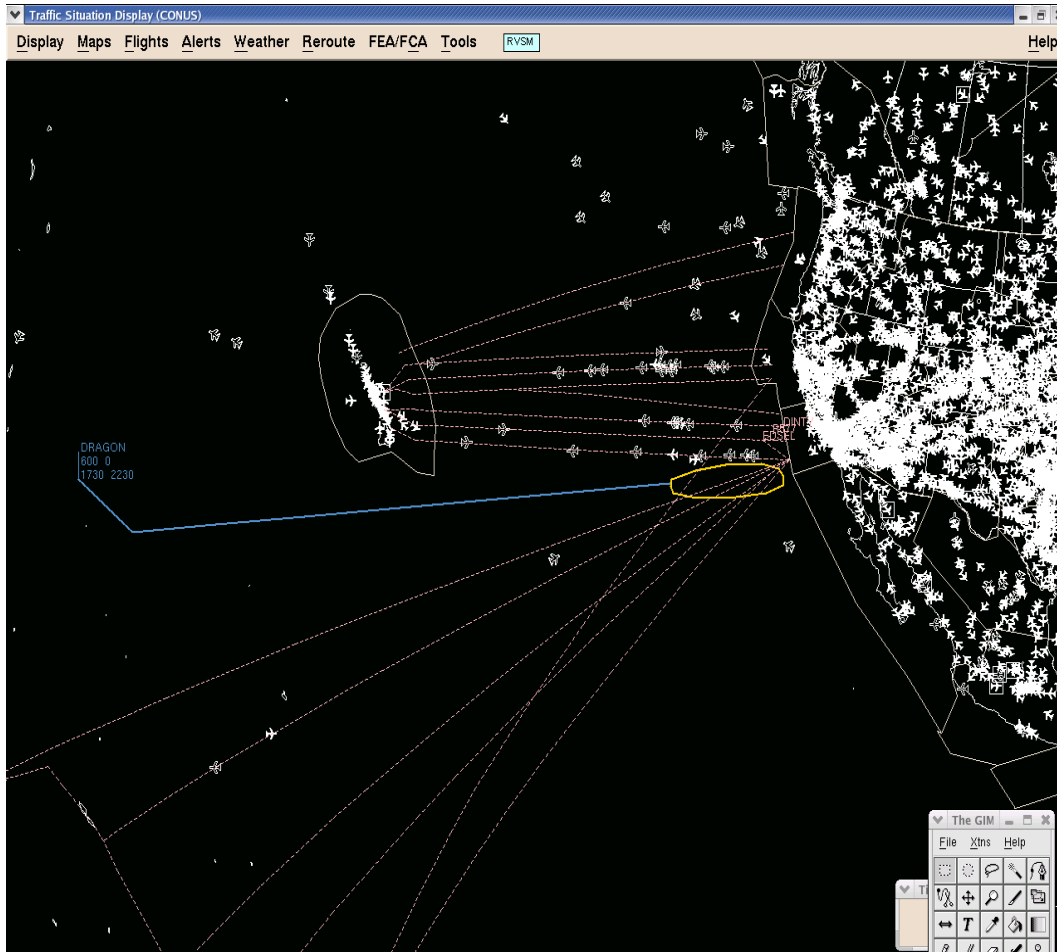 Traffic Situation Display (CONUS)
Display Maps Flights Alerts Weather Reroute FEA/FCA Tools RVSM Help
EDSEL
DRAGON
600 0
1730 2230
The GIM
File Xtns Help